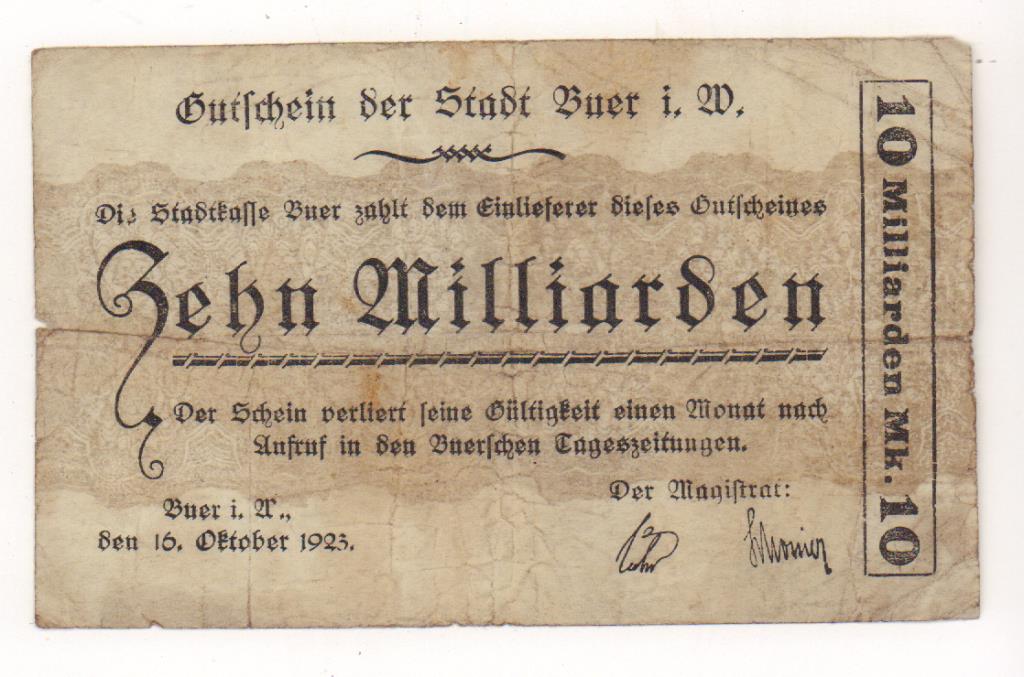 Gutschein der Stadt Buer i. W.
Die Stadtkasse Buer zahlt dem Einlieferer dieses Gutscheines
Zehn Milliarden
Der Schein verliert seine Gültigkeit einen Monat nach
Aufruf in den Buerschen Tageszeitungen.
Buer i. W.,
den 16. Oktober 1923.
Der Magistrat:
10 Milliarden Mk. 10